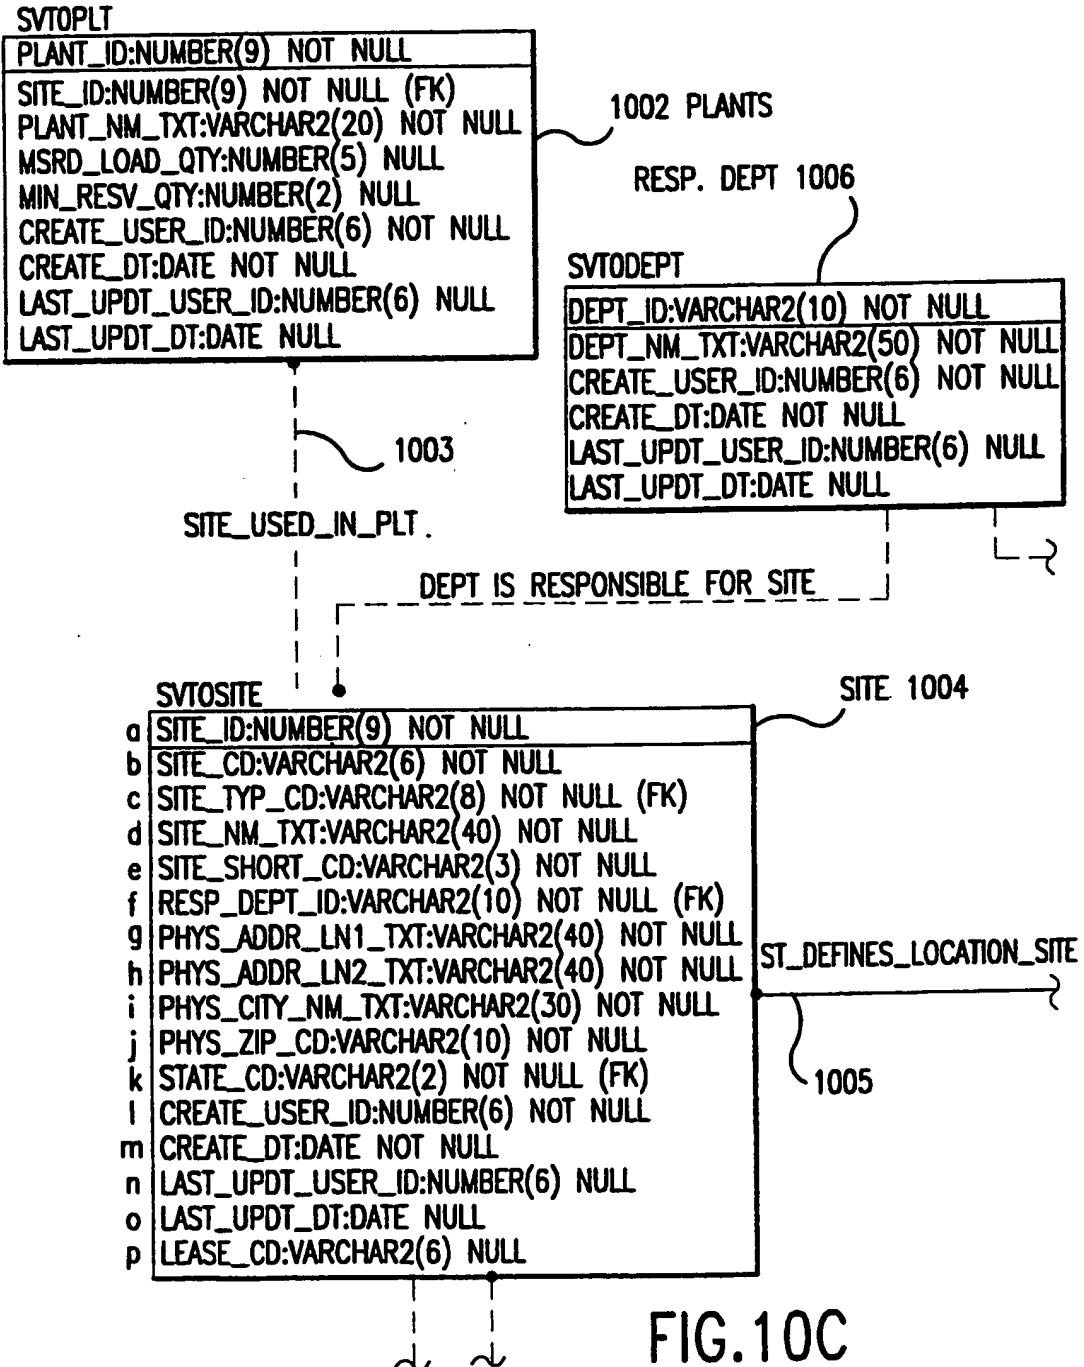 SVTOPLT
PLANT_ID:NUMBER(9) NOT NULL
SITE_ID:NUMBER(9) NOT NULL (FK)
PLANT_NM_TXT:VARCHAR2(20) NOT NULL
MSRD_LOAD_QTY:NUMBER(5) NULL
MIN_RESV_QTY:NUMBER(2) NULL
CREATE_USER_ID:NUMBER(6) NOT NULL
CREATE_DT:DATE NOT NULL
LAST_UPDT_USER_ID:NUMBER(6) NULL
LAST_UPDT_DT:DATE NULL
1002 PLANTS
RESP. DEPT 1006
SVTODEPT
DEPT_ID:VARCHAR2(10) NOT NULL
DEPT_NM_TXT:VARCHAR2(50) NOT NULL
CREATE_USER_ID:NUMBER(6) NOT NULL
CREATE_DT:DATE NOT NULL
LAST_UPDT_USER_ID:NUMBER(6) NULL
LAST_UPDT_DT:DATE NULL
1003
SITE_USED_IN_PLT.
DEPT IS RESPONSIBLE FOR SITE
SVTOSITE
SITE 1004
a SITE_ID:NUMBER(9) NOT NULL
b SITE_CD:VARCHAR2(6) NOT NULL
c SITE_TYP_CD:VARCHAR2(8) NOT NULL (FK)
d SITE_NM_TXT:VARCHAR2(40) NOT NULL
e SITE_SHORT_CD:VARCHAR2(3) NOT NULL
f RESP_DEPT_ID:VARCHAR2(10) NOT NULL (FK)
g PHYS_ADDR_LN1_TXT:VARCHAR2(40) NOT NULL
h PHYS_ADDR_LN2_TXT:VARCHAR2(40) NOT NULL
i PHYS_CITY_NM_TXT:VARCHAR2(30) NOT NULL
j PHYS_ZIP_CD:VARCHAR2(10) NOT NULL
k STATE_CD:VARCHAR2(2) NOT NULL (FK)
l CREATE_USER_ID:NUMBER(6) NOT NULL
m CREATE_DT:DATE NOT NULL
n LAST_UPDT_USER_ID:NUMBER(6) NULL
o LAST_UPDT_DT:DATE NULL
p LEASE_CD:VARCHAR2(6) NULL
ST_DEFINES_LOCATION_SITE
1005
FIG.10C